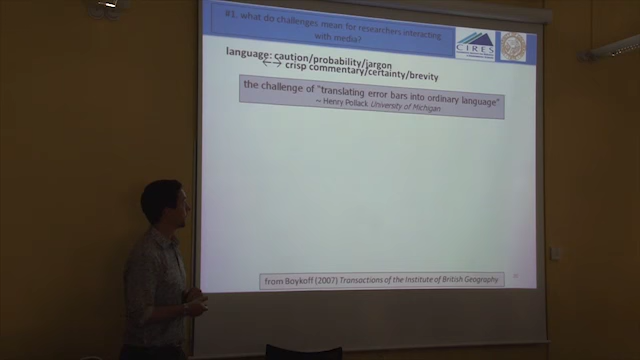 #1. what do challenges mean for researchers interacting
with media?
CIRES
language: caution/probability/jargon
↔ crisp commentary/certainty/brevity
the challenge of "translating error bars into ordinary language"
~ Henry Pollack University of Michigan
from Boykoff (2007) Transactions of the Institute of British Geography